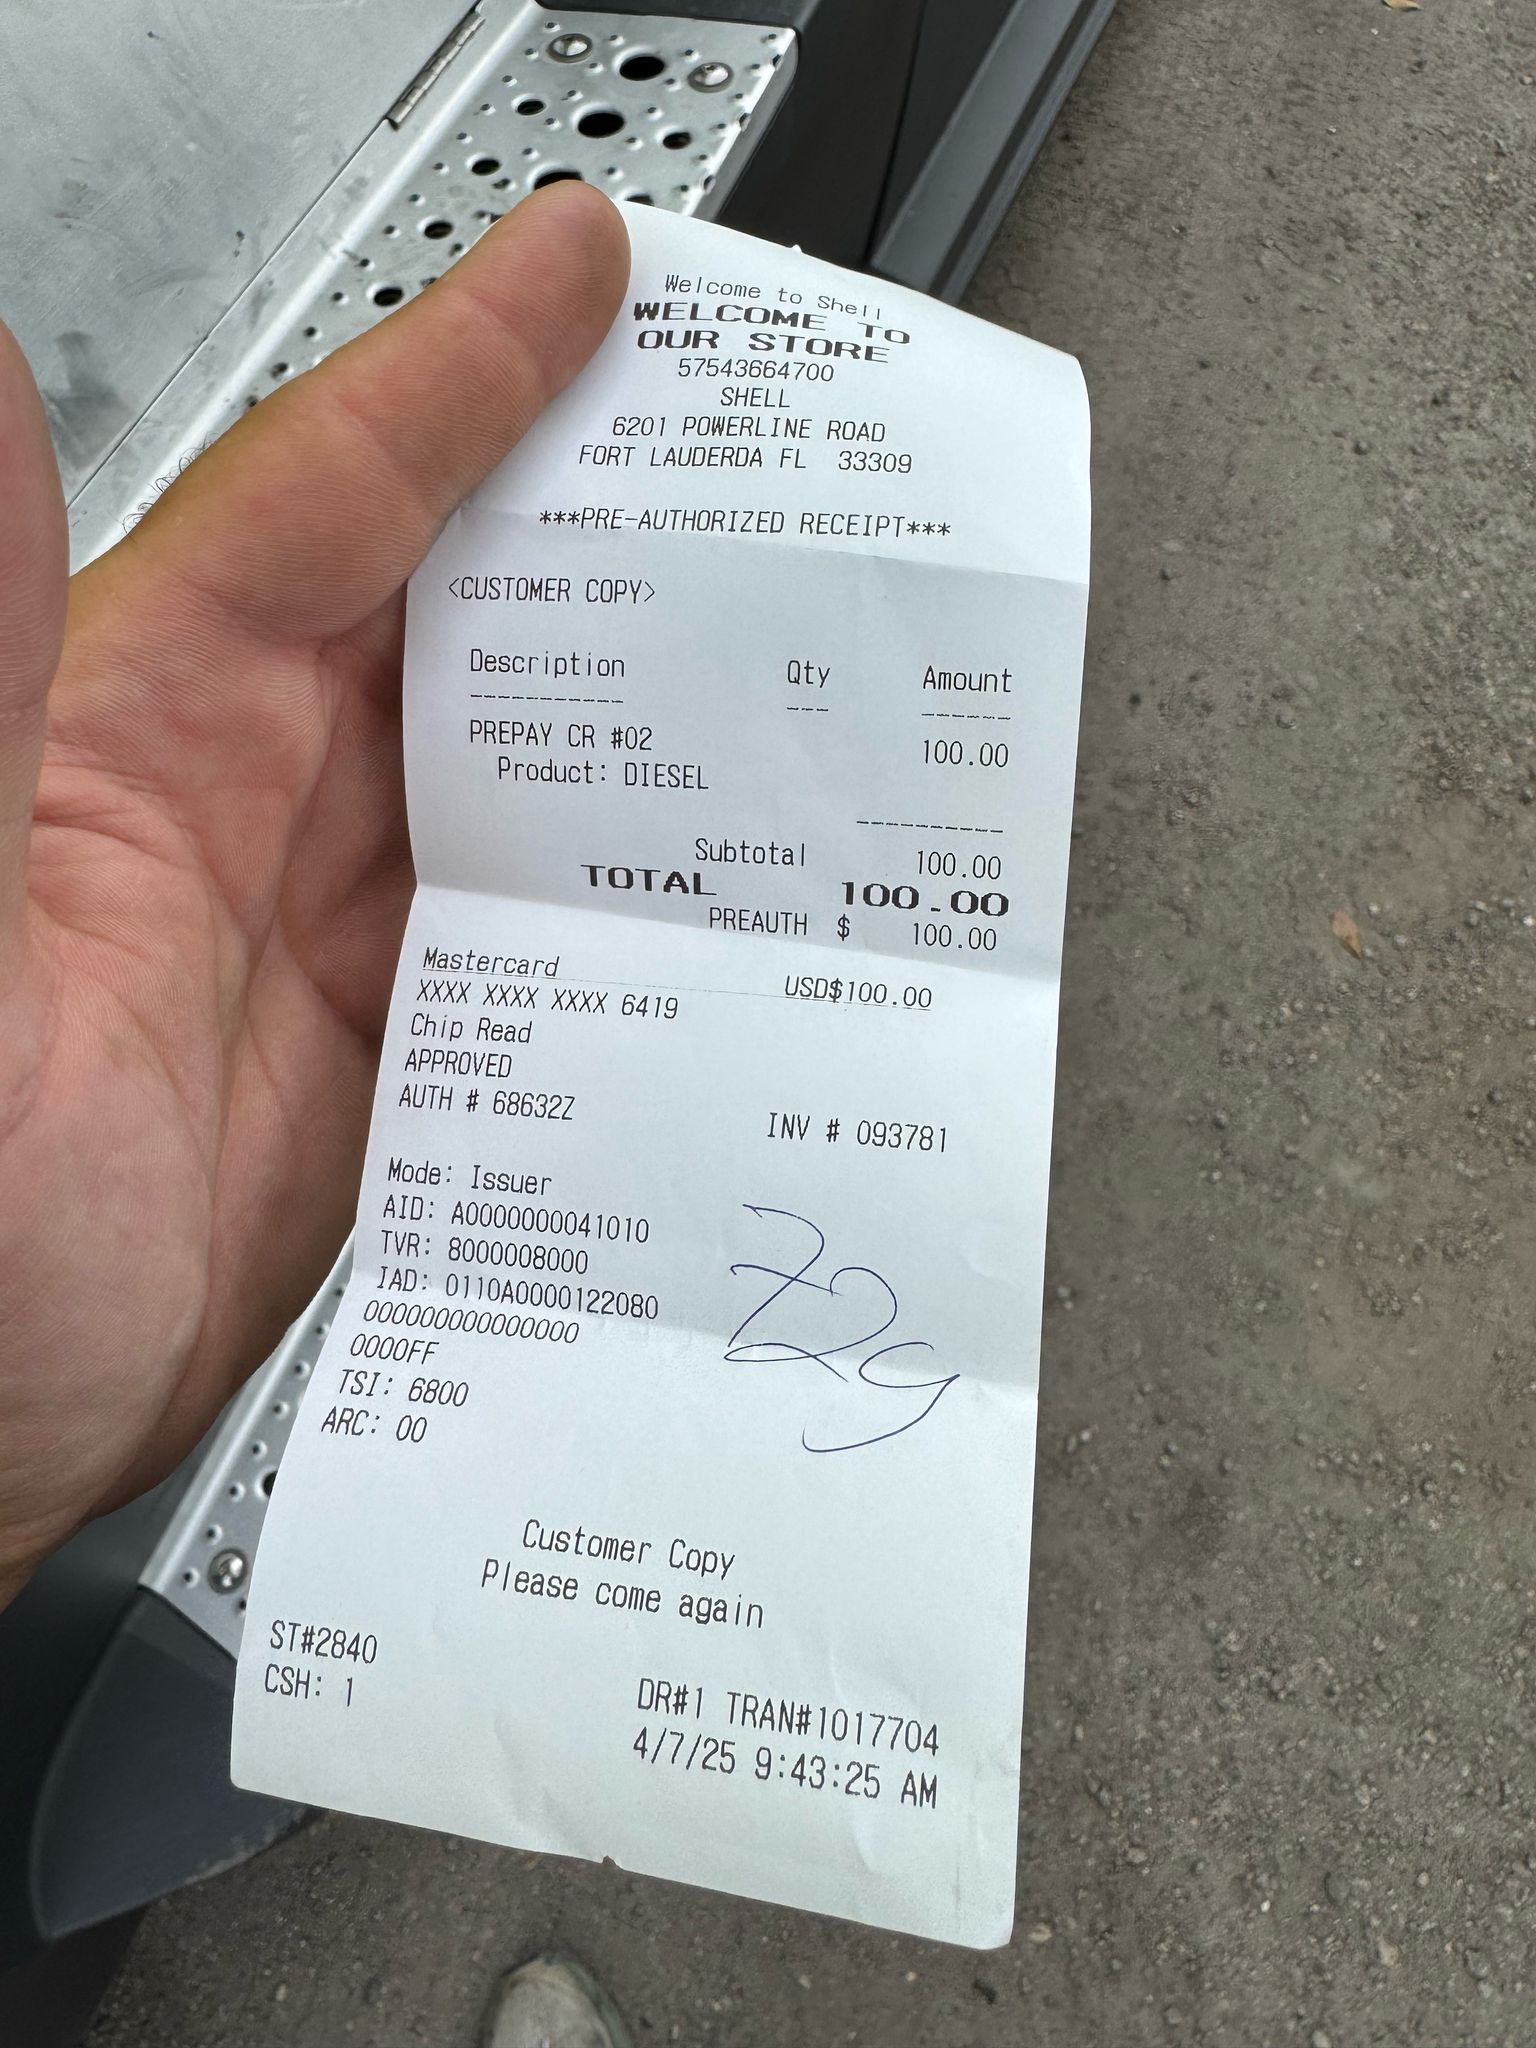 Welcome to Shell
WELCOME TO
OUR STORE
57543664700
SHELL
6201 POWERLINE ROAD
FORT LAUDERDA FL 33309
***PRE-AUTHORIZED RECEIPT***
<CUSTOMER COPY>
Description Qty Amount
PREPAY CR #02 100.00
Product: DIESEL
Subtotal 100.00
TOTAL 100.00
PREAUTH $ 100.00
Mastercard USD$100.00
XXXX XXXX XXXX 6419
Chip Read
APPROVED
AUTH # 68632Z INV # 093781
Mode: Issuer
AID: A0000000041010
TVR: 8000008000
IAD: 0110A0000122080
000000000000000
0000FF
TSI: 6800
ARC: 00
729
Customer Copy
Please come again
ST#2840
CSH: 1 DR#1 TRAN#1017704
4/7/25 9:43:25 AM